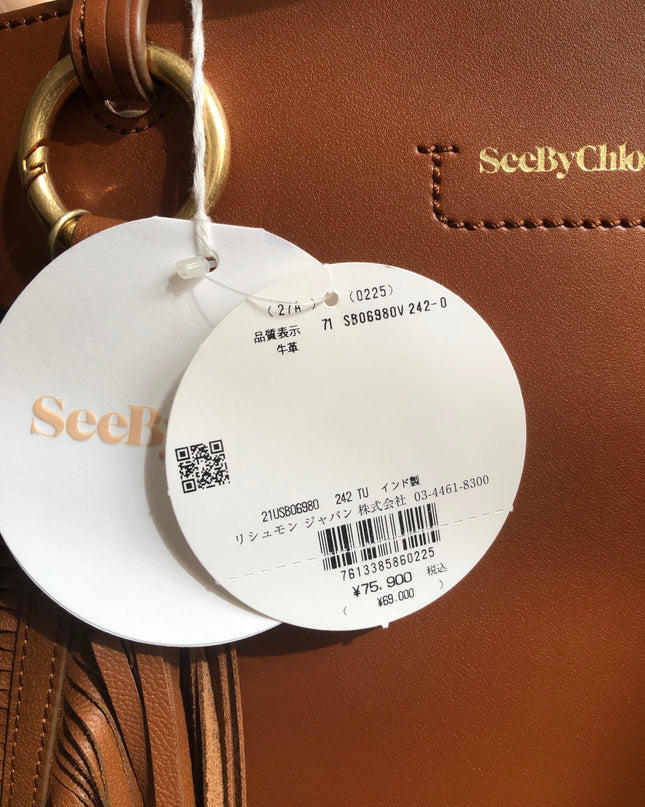 SeeByChlo
SeeBy
(27A) (0225)
品質表示 71 SB06980V 242-0
牛革
21USB06980 242 TU インド製
リシュモン ジャパン 株式会社 03-4461-8300
7613385860225
¥75,900 税込
( ¥69,000 )